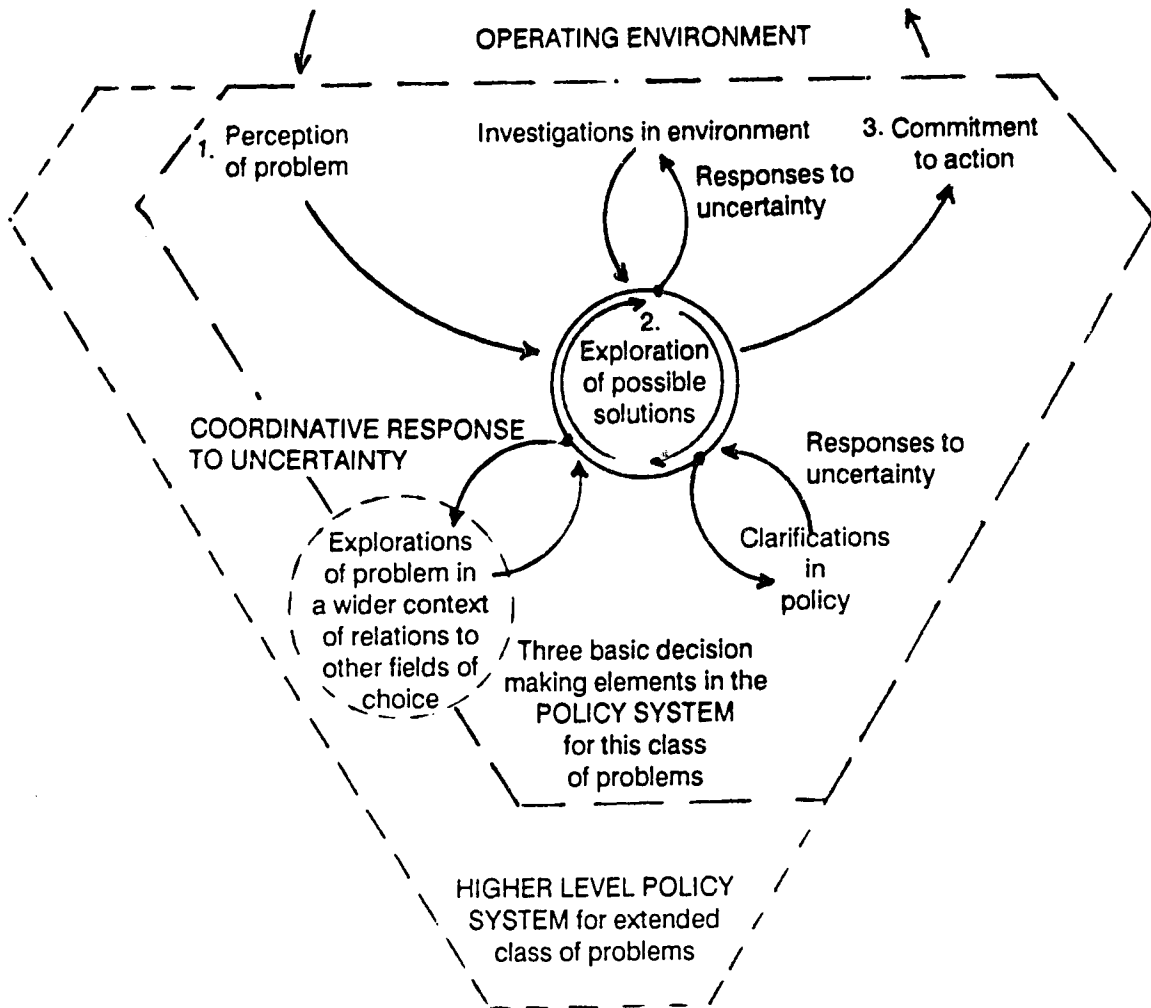 OPERATING ENVIRONMENT
1. Perception
of problem
Investigations in environment
3. Commitment
to action
Responses to
uncertainty
2.
Exploration
of possible
solutions
COORDINATIVE RESPONSE
TO UNCERTAINTY
Responses to
uncertainty
Explorations
of problem in
a wider context
of relations to
other fields of
choice
Clarifications
in
policy
Three basic decision
making elements in the
POLICY SYSTEM
for this class
of problems
HIGHER LEVEL POLICY
SYSTEM for extended
class of problems